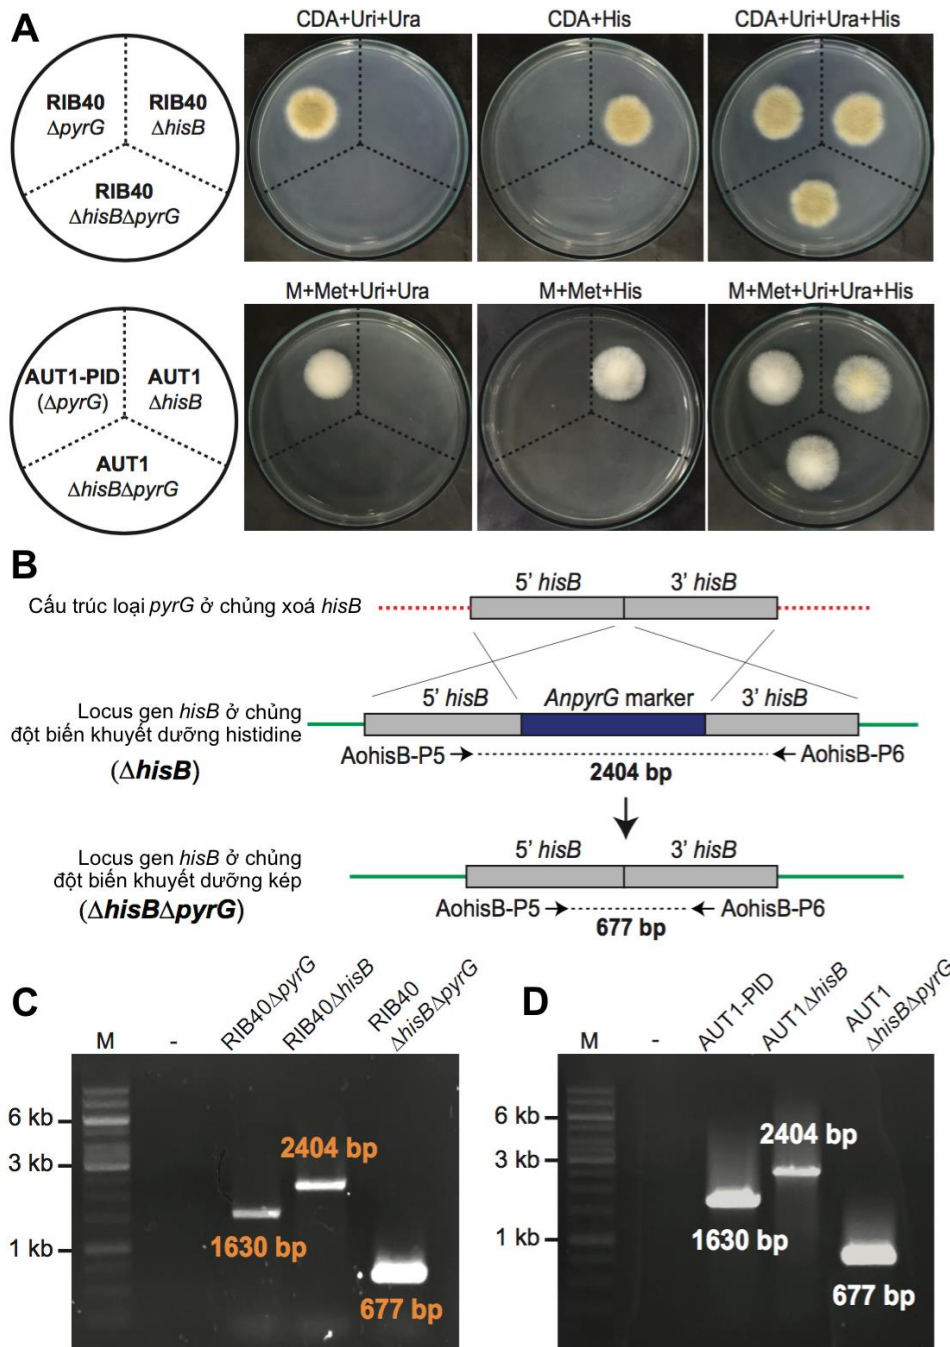 A
CDA+Uri+Ura
CDA+His
CDA+Uri+Ura+His
RIB40
ΔpyrG
RIB40
ΔhisB
RIB40
ΔhisBΔpyrG
M+Met+Uri+Ura
M+Met+His
M+Met+Uri+Ura+His
AUT1-PID
(ΔpyrG)
AUT1
ΔhisB
AUT1
ΔhisBΔpyrG
B
5' hisB
3' hisB
Cấu trúc loại pyrG ở chủng xoá hisB
5' hisB
AnpyrG marker
3' hisB
Locus gen hisB ở chủng
đột biến khuyết dưỡng histidine
(ΔhisB)
AohisB-P5
AohisB-P6
2404 bp
5' hisB
3' hisB
Locus gen hisB ở chủng
đột biến khuyết dưỡng kép
(ΔhisBΔpyrG)
AohisB-P5
AohisB-P6
677 bp
C
M
-
RIB40ΔpyrG
RIB40ΔhisB
RIB40
ΔhisBΔpyrG
6 kb
3 kb
1 kb
2404 bp
1630 bp
677 bp
D
M
-
AUT1-PID
AUT1ΔhisB
AUT1
ΔhisBΔpyrG
6 kb
3 kb
1 kb
2404 bp
1630 bp
677 bp